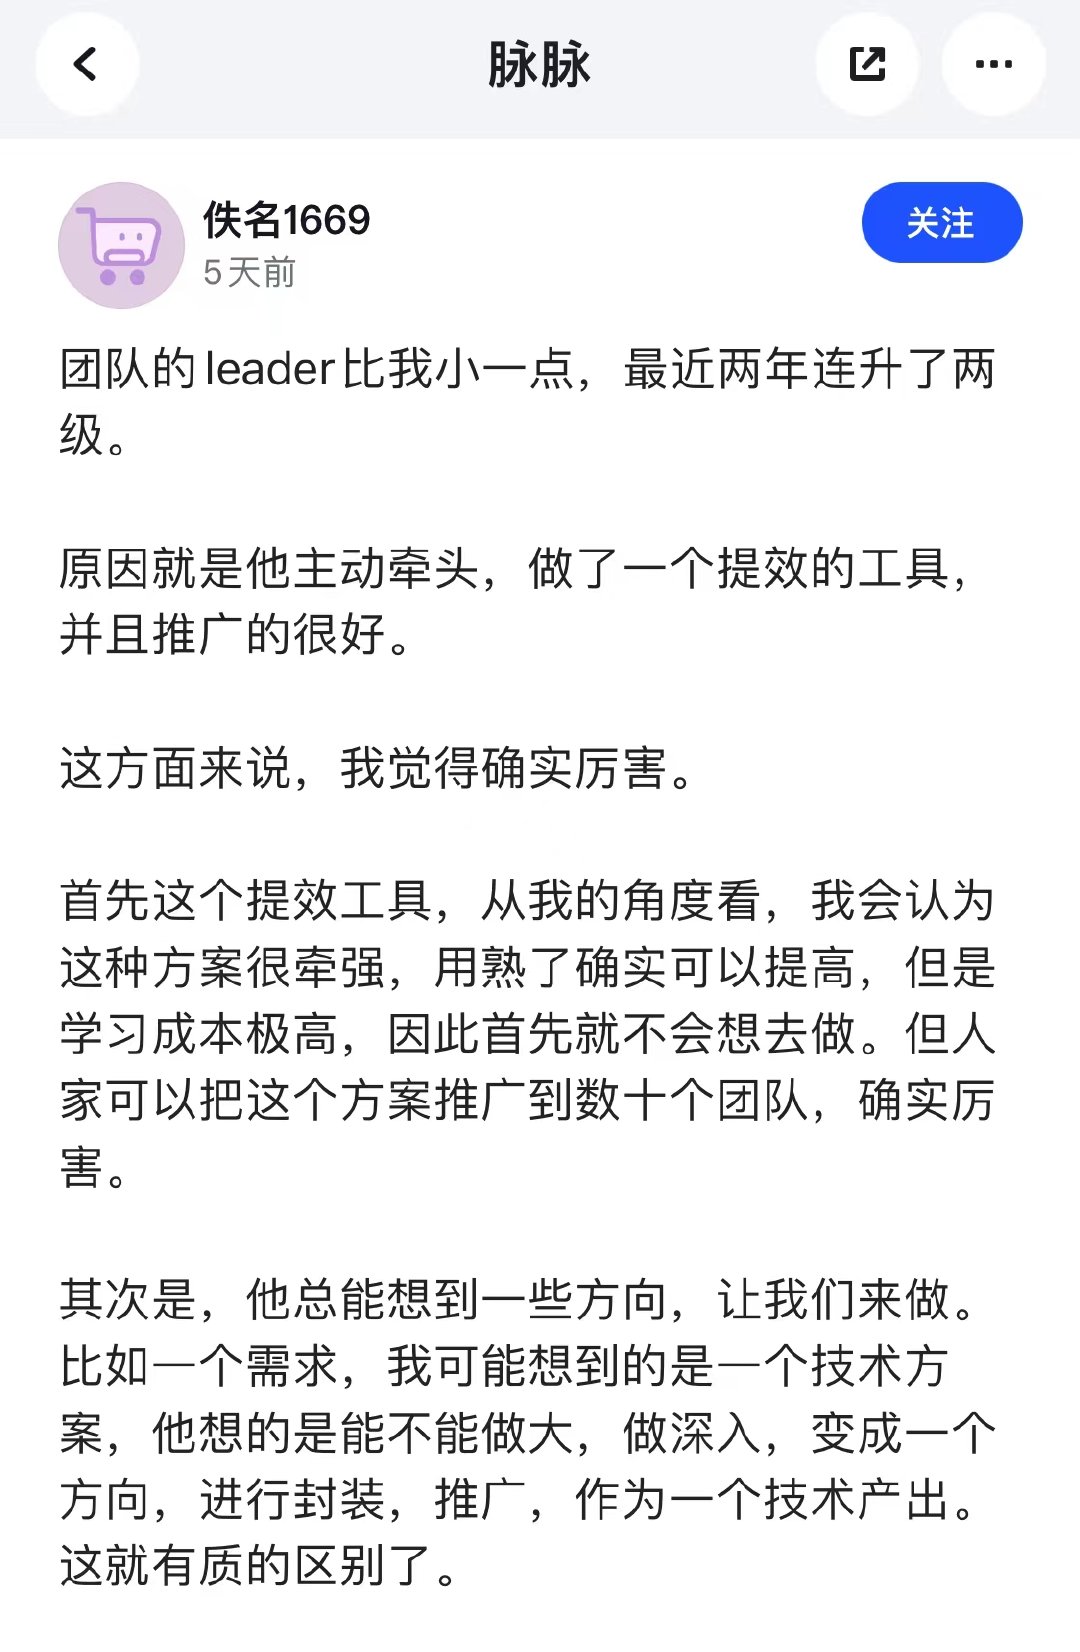 脉脉
佚名1669
关注
5天前
团队的leader比我小一点，最近两年连升了两
级。
原因就是他主动牵头，做了一个提效的工具，
并且推广的很好。
这方面来说，我觉得确实厉害。
首先这个提效工具，从我的角度看，我会认为
这种方案很牵强，用熟了确实可以提高，但是
学习成本极高，因此首先就不会想去做。但人
家可以把这个方案推广到数十个团队，确实厉
害。
其次是，他总能想到一些方向，让我们来做。
比如一个需求，我可能想到的是一个技术方
案，他想的是能不能做大，做深入，变成一个
方向，进行封装，推广，作为一个技术产出。
这就有质的区别了。